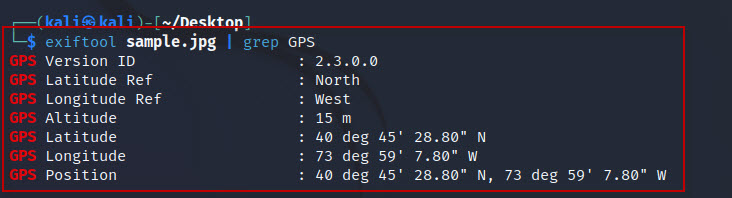 ┌──(kali㉿kali)-[~/Desktop]
└─$ exiftool sample.jpg | grep GPS
GPS Version ID : 2.3.0.0
GPS Latitude Ref : North
GPS Longitude Ref : West
GPS Altitude : 15 m
GPS Latitude : 40 deg 45' 28.80" N
GPS Longitude : 73 deg 59' 7.80" W
GPS Position : 40 deg 45' 28.80" N, 73 deg 59' 7.80" W